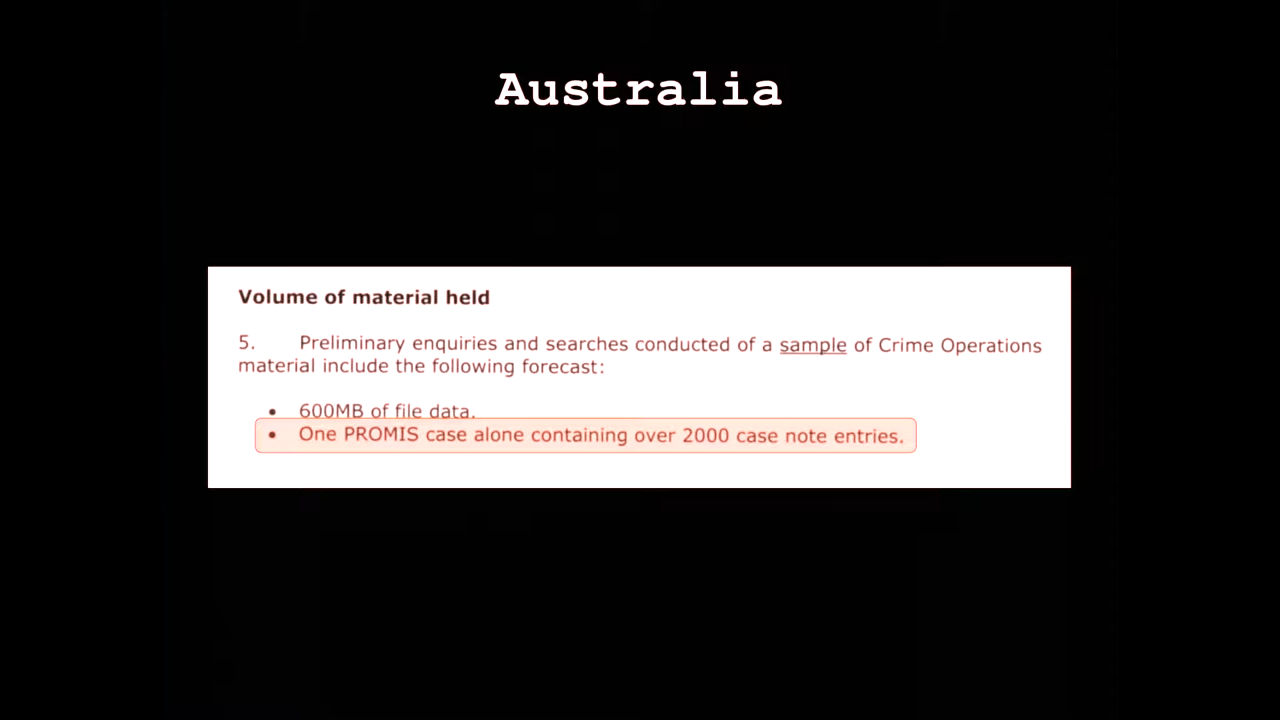 Australia
Volume of material held
5. Preliminary enquiries and searches conducted of a sample of Crime Operations
material include the following forecast:
• 600MB of file data.
• One PROMIS case alone containing over 2000 case note entries.